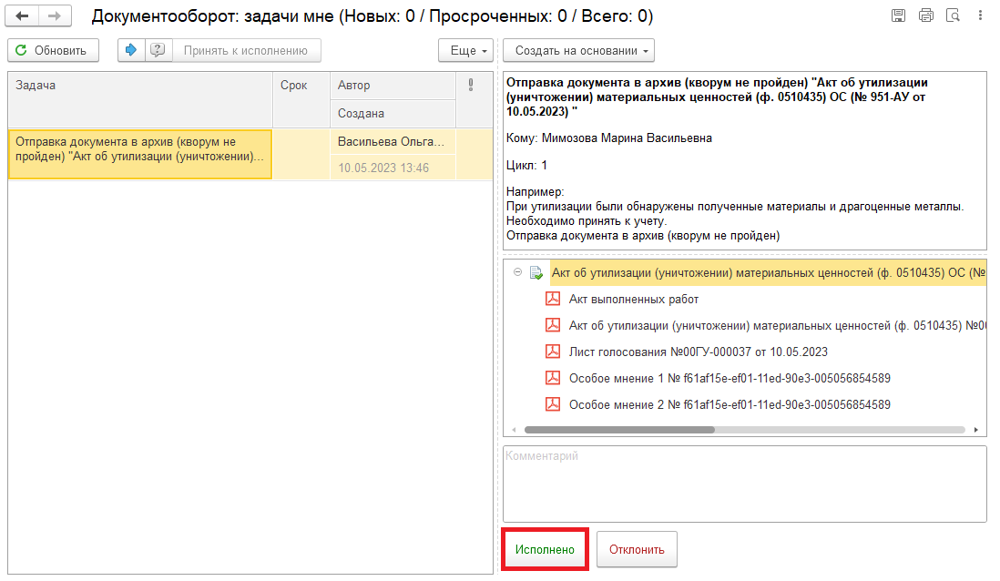 Документооборот: задачи мне (Новых: 0 / Просроченных: 0 / Всего: 0)
Обновить
Принять к исполнению
Еще
Создать на основании
Задача
Срок
Автор
Создана
Отправка документа в архив (кворум не
пройден) "Акт об утилизации (уничтожении)...
Васильева Ольга...
10.05.2023 13:46
Отправка документа в архив (кворум не пройден) "Акт об утилизации
(уничтожении) материальных ценностей (ф. 0510435) ОС (№ 951-АУ от
10.05.2023) "
Кому: Мимозова Марина Васильевна
Цикл: 1
Например:
При утилизации были обнаружены полученные материалы и драгоценные металлы.
Необходимо принять к учету.
Отправка документа в архив (кворум не пройден)
Акт об утилизации (уничтожении) материальных ценностей (ф. 0510435) ОС (№
Акт выполненных работ
Акт об утилизации (уничтожении) материальных ценностей (ф. 0510435) №00
Лист голосования №00ГУ-000037 от 10.05.2023
Особое мнение 1 № f61af15e-ef01-11ed-90e3-005056854589
Особое мнение 2 № f61af15e-ef01-11ed-90e3-005056854589
Комментарий
Исполнено
Отклонить